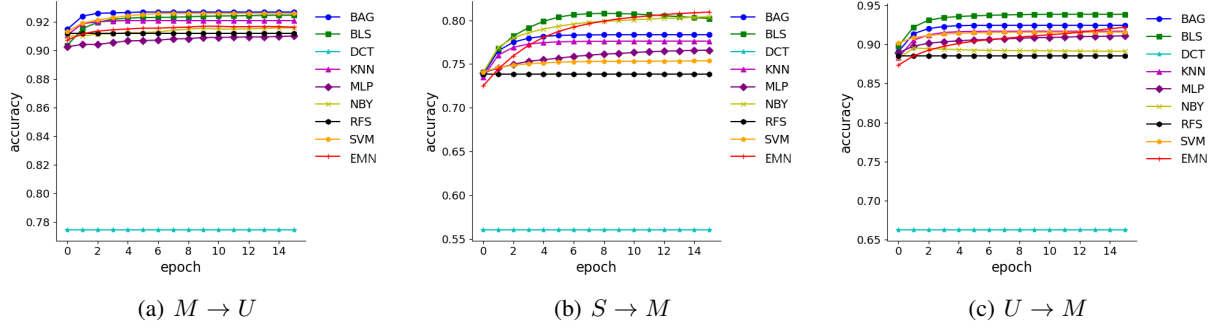 0.92
0.90
0.88
0.86
0.84
0.82
0.80
0.78
accuracy
0 2 4 6 8 10 12 14
epoch
BAG
BLS
DCT
KNN
MLP
NBY
RFS
SVM
EMN
(a) M → U
0.80
0.75
0.70
0.65
0.60
0.55
accuracy
0 2 4 6 8 10 12 14
epoch
BAG
BLS
DCT
KNN
MLP
NBY
RFS
SVM
EMN
(b) S → M
0.95
0.90
0.85
0.80
0.75
0.70
0.65
accuracy
0 2 4 6 8 10 12 14
epoch
BAG
BLS
DCT
KNN
MLP
NBY
RFS
SVM
EMN
(c) U → M